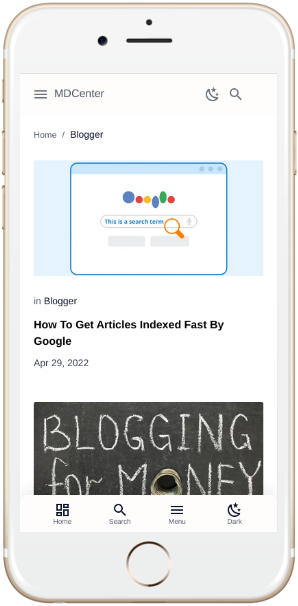 MDCenter
Home / Blogger
This is a search term
in Blogger
How To Get Articles Indexed Fast By
Google
Apr 29, 2022
BLOGGING
for MONEY
Home Search Menu Dark